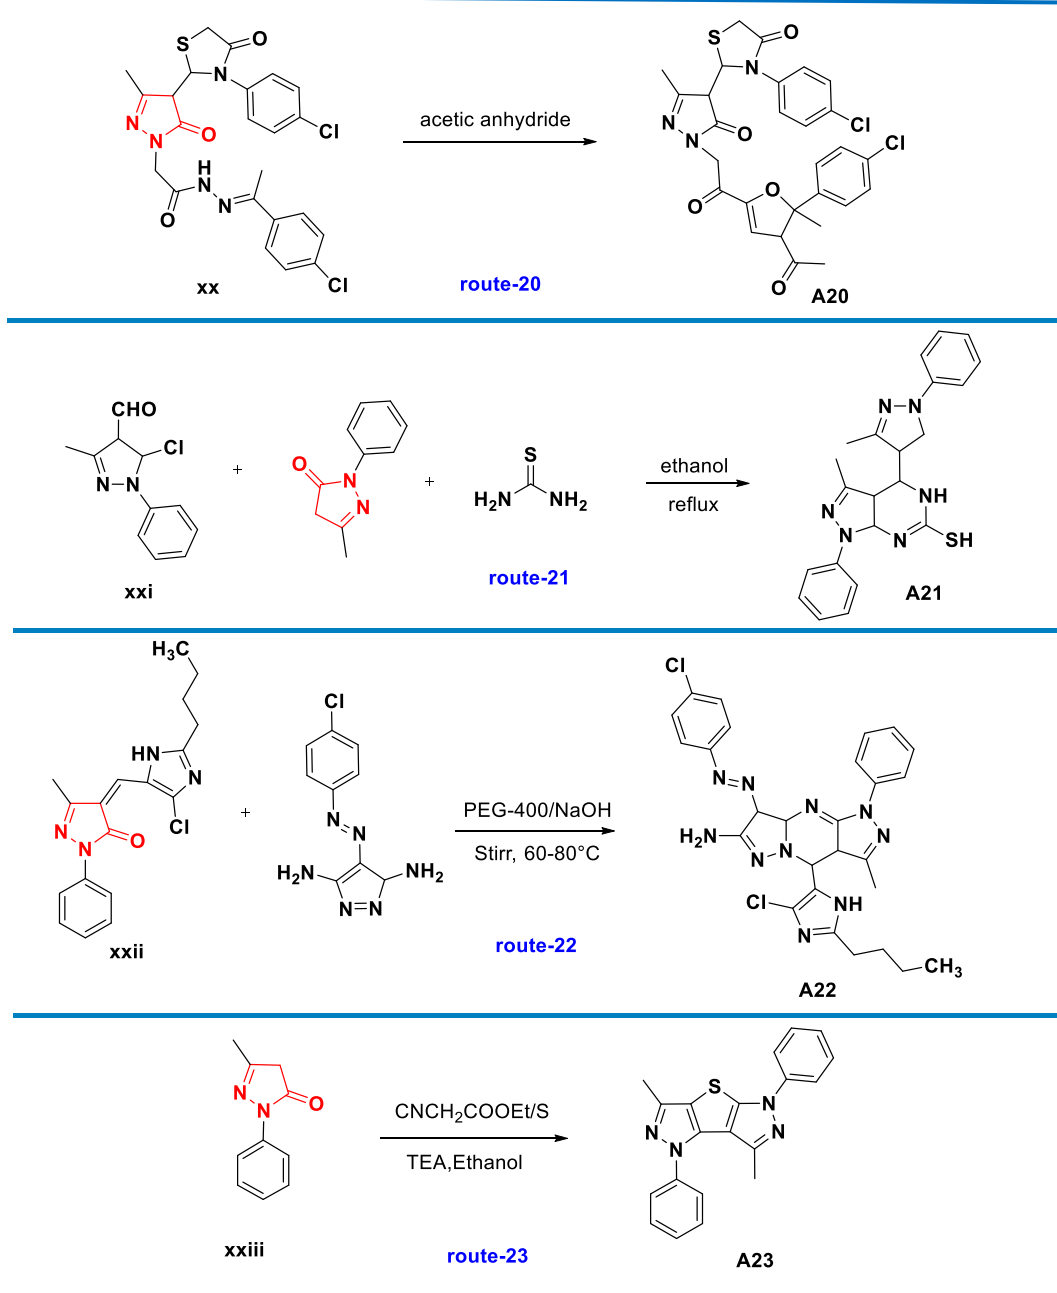 S
O
N
N
N
O
Cl
H
N
N
O
Cl
xx
acetic anhydride
route-20
S
O
N
N
N
O
Cl
Cl
O
O
O
A20
CHO
Cl
N
N
xxi
+
O
N
N
+
S
H2N
NH2
ethanol
reflux
route-21
N
N
N
N
NH
N
SH
A21
H3C
HN
N
Cl
N
N
O
xxii
+
Cl
N
N
H2N
NH2
N
N
PEG-400/NaOH
Stirr, 60-80°C
route-22
Cl
N
N
H2N
N
N
N
N
N
Cl
NH
N
CH3
A22
N
N
O
xxiii
CNCH2COOEt/S
TEA,Ethanol
route-23
S
N
N
N
N
A23